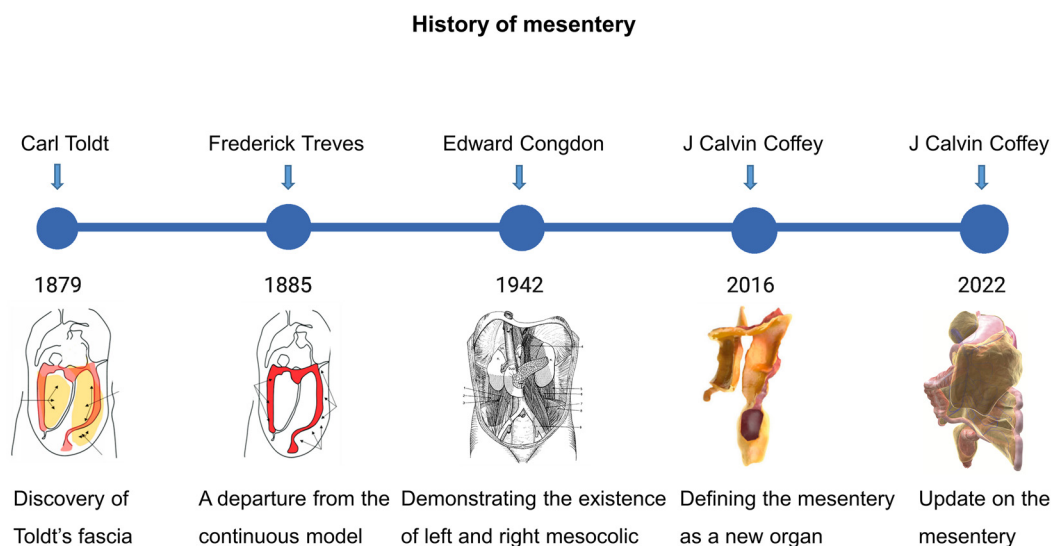 History of mesentery
Carl Toldt
Frederick Treves
Edward Congdon
J Calvin Coffey
J Calvin Coffey
1879
1885
1942
2016
2022
Discovery of
Toldt's fascia
A departure from the
continuous model
Demonstrating the existence
of left and right mesocolic
Defining the mesentery
as a new organ
Update on the
mesentery